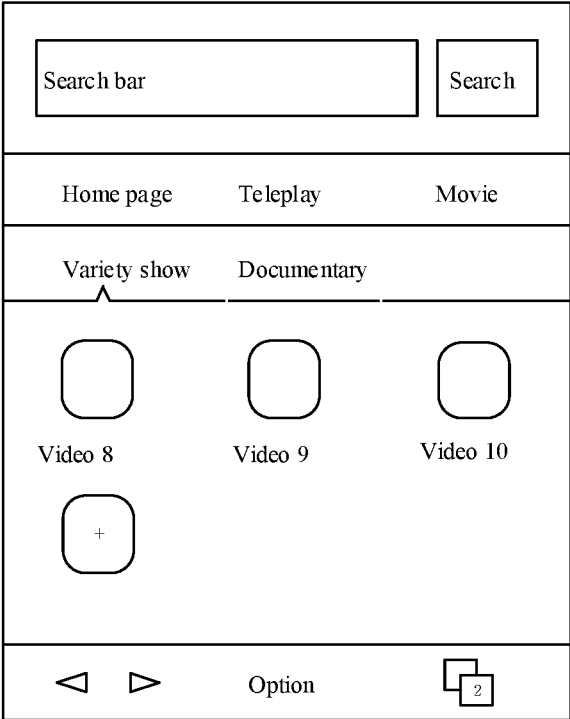 Search bar Search
Home page Teleplay Movie
Variety show Documentary
Video 8 Video 9 Video 10
+
Option 2